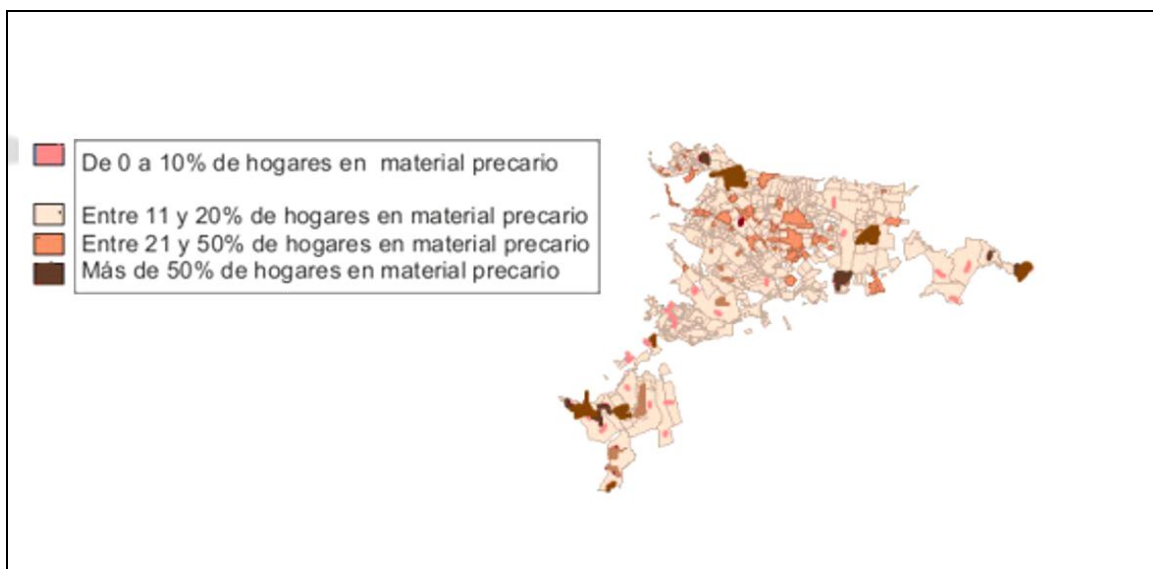 De 0 a 10% de hogares en material precario
Entre 11 y 20% de hogares en material precario
Entre 21 y 50% de hogares en material precario
Más de 50% de hogares en material precario